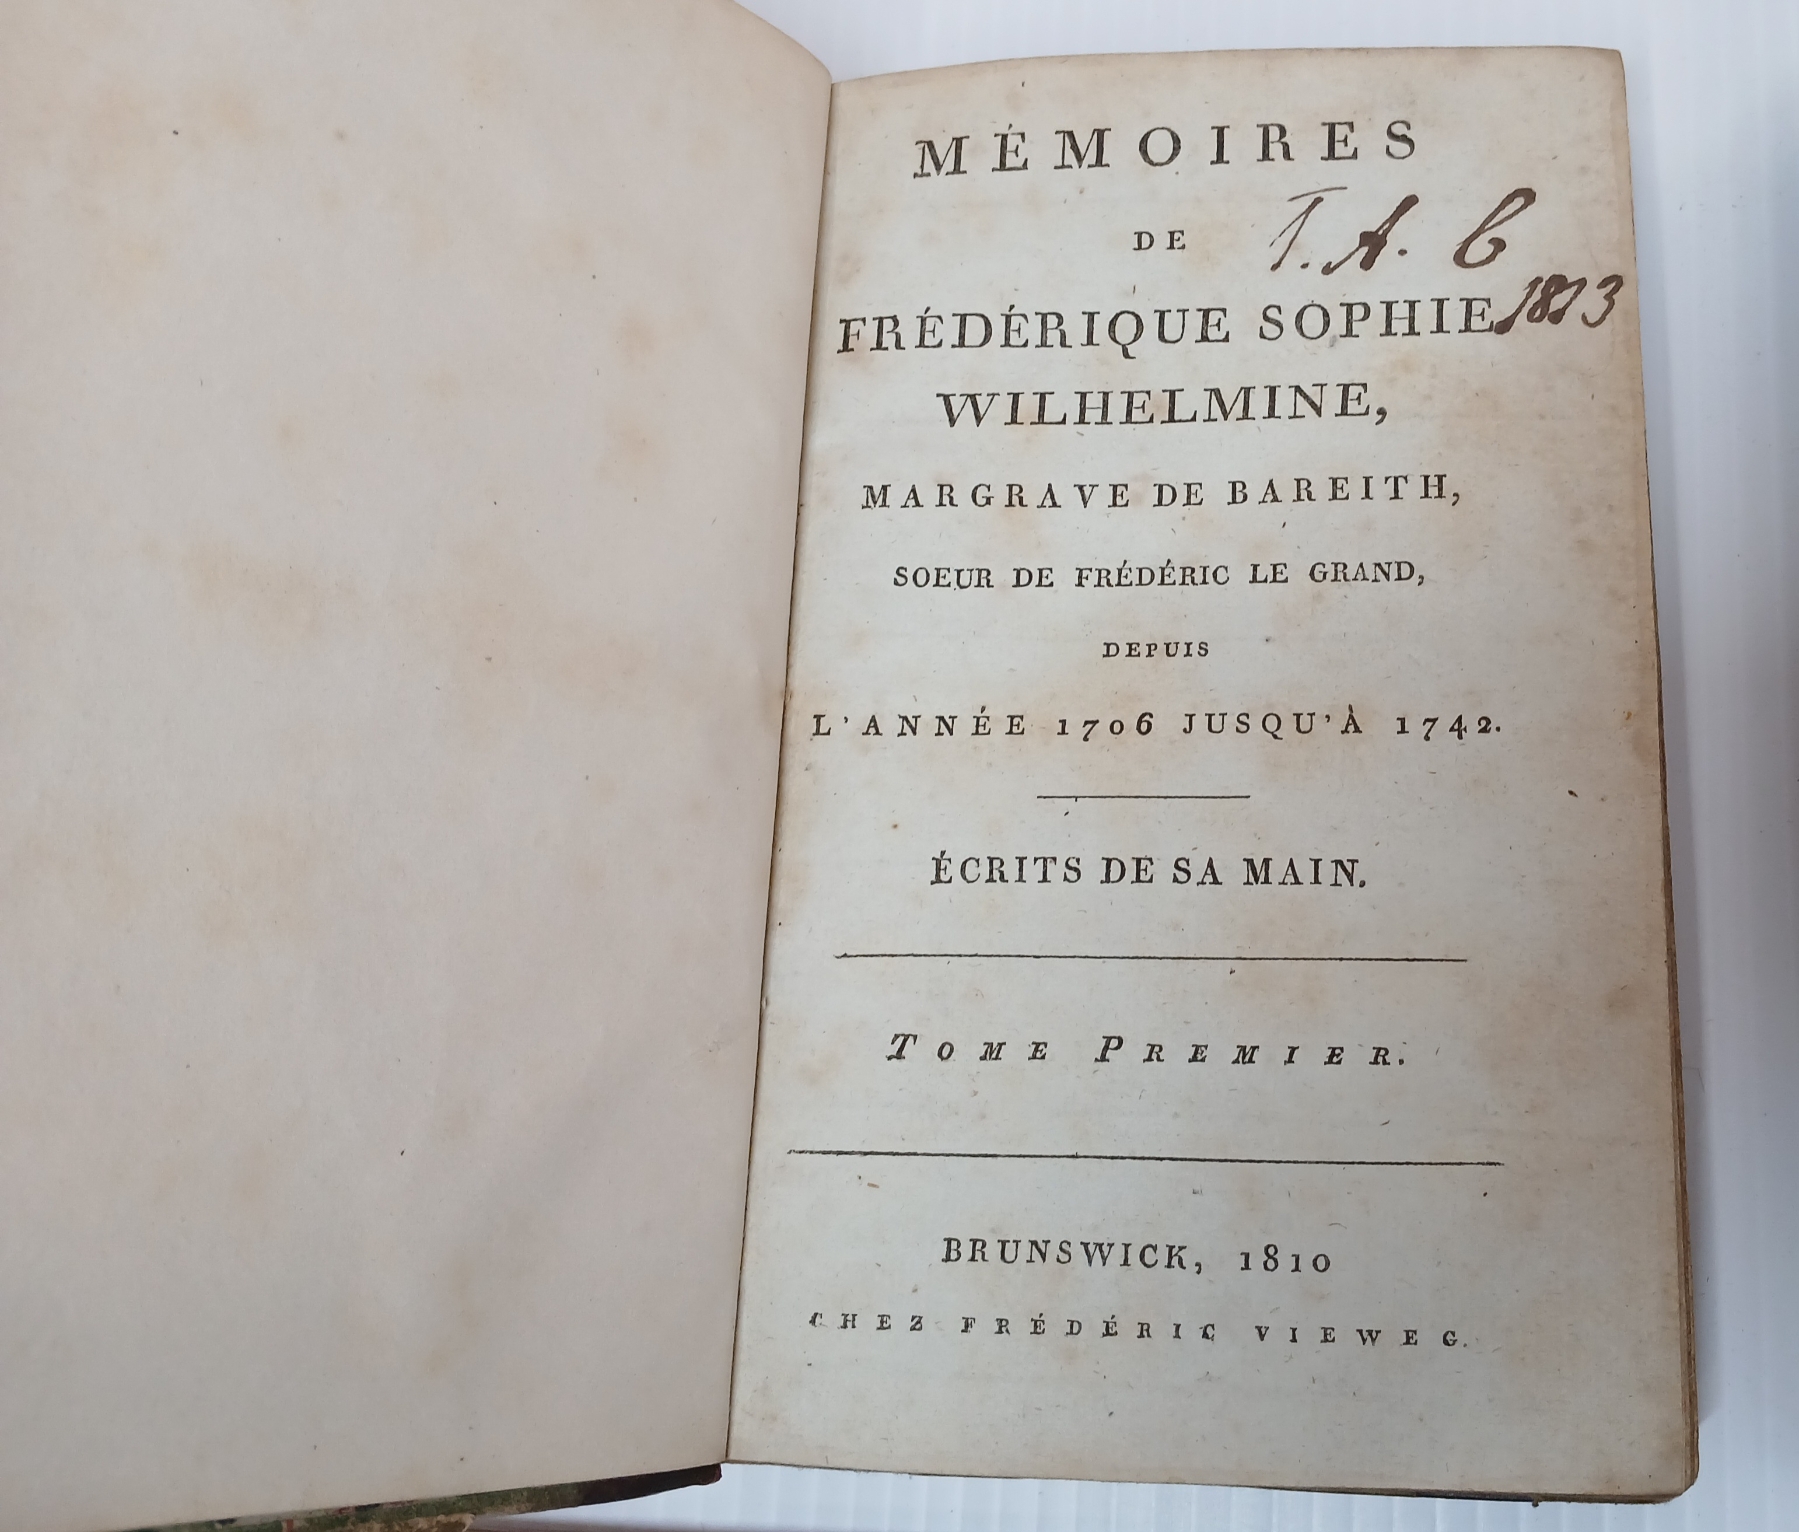 MÉMOIRES
DE
T. A. C
1813
FRÉDÉRIQUE SOPHIE
WILHELMINE,
MARGRAVE DE BAREITH,
SOEUR DE FRÉDÉRIC LE GRAND,
DEPUIS
L'ANNÉE 1706 JUSQU'À 1742.
ÉCRITS DE SA MAIN.
TOME PREMIER.
BRUNSWICK, 1810
CHEZ FRÉDÉRIC VIEWEG.